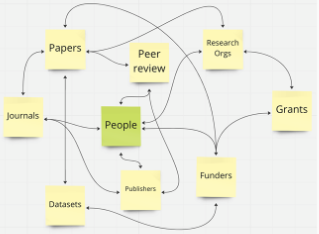 Papers
Peer
review
Research
Orgs
Journals
People
Grants
Publishers
Funders
Datasets